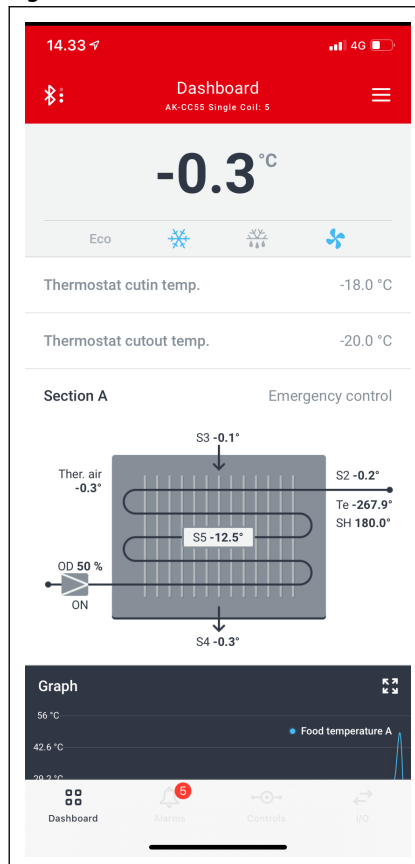 14.33
4G
Dashboard
AK-CC55 Single Coil: 5
-0.3 °C
Eco
Thermostat cutin temp. -18.0 °C
Thermostat cutout temp. -20.0 °C
Section A Emergency control
S3 -0.1°
Ther. air
-0.3°
S2 -0.2°
Te -267.9°
SH 180.0°
S5 -12.5°
OD 50 %
ON
S4 -0.3°
Graph
56 °C
Food temperature A
42.6 °C
29.2 °C
5
Dashboard Alarms Controls I/O